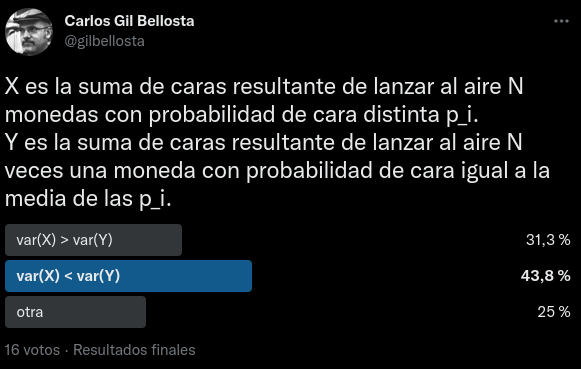 Carlos Gil Bellosta
@gilbellosta
X es la suma de caras resultante de lanzar al aire N
monedas con probabilidad de cara distinta p_i.
Y es la suma de caras resultante de lanzar al aire N
veces una moneda con probabilidad de cara igual a la
media de las p_i.
var(X) > var(Y) 31,3 %
var(X) < var(Y) 43,8 %
otra 25 %
16 votos · Resultados finales